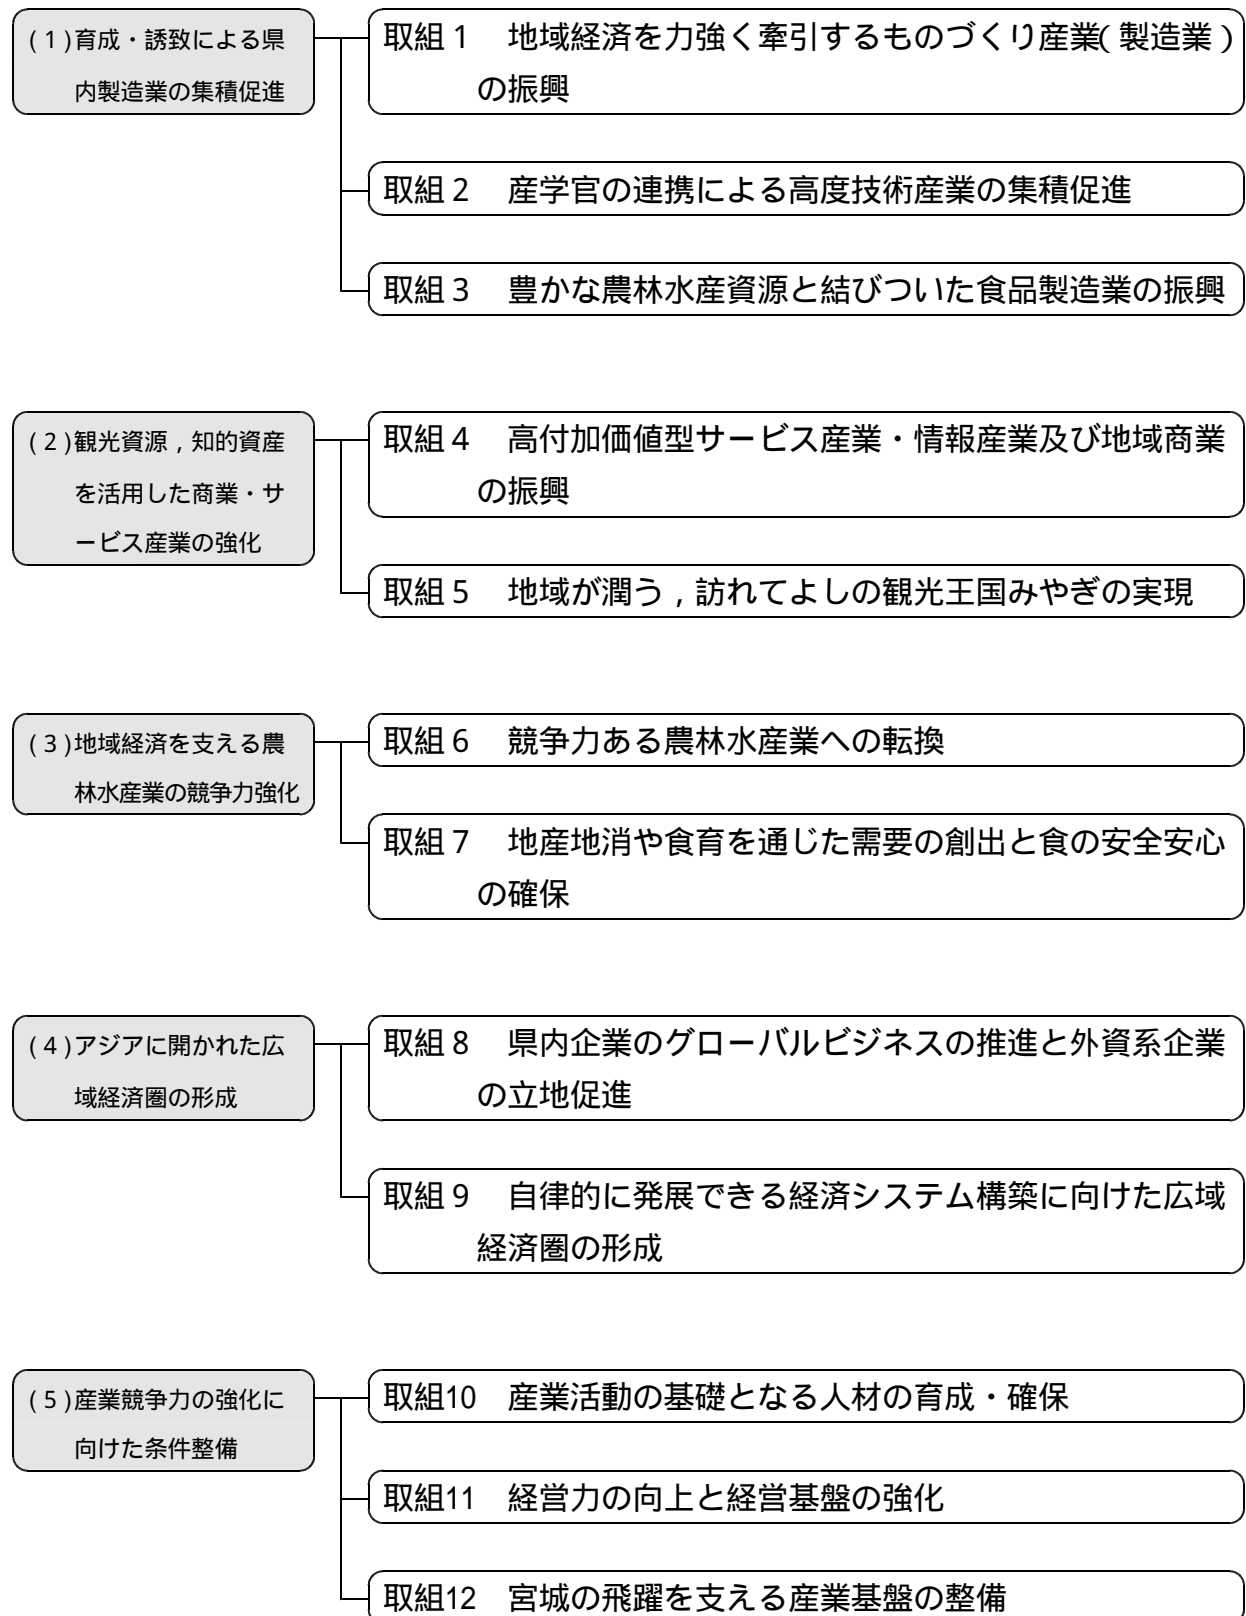 (1)育成・誘致による県
内製造業の集積促進
取組1 地域経済を力強く牽引するものづくり産業(製造業)
の振興
取組2 産学官の連携による高度技術産業の集積促進
取組3 豊かな農林水産資源と結びついた食品製造業の振興
(2)観光資源，知的資産
を活用した商業・サ
ービス産業の強化
取組4 高付加価値型サービス産業・情報産業及び地域商業
の振興
取組5 地域が潤う，訪れてよしの観光王国みやぎの実現
(3)地域経済を支える農
林水産業の競争力強化
取組6 競争力ある農林水産業への転換
取組7 地産地消や食育を通じた需要の創出と食の安全安心
の確保
(4)アジアに開かれた広
域経済圏の形成
取組8 県内企業のグローバルビジネスの推進と外資系企業
の立地促進
取組9 自律的に発展できる経済システム構築に向けた広域
経済圏の形成
(5)産業競争力の強化に
向けた条件整備
取組10 産業活動の基礎となる人材の育成・確保
取組11 経営力の向上と経営基盤の強化
取組12 宮城の飛躍を支える産業基盤の整備